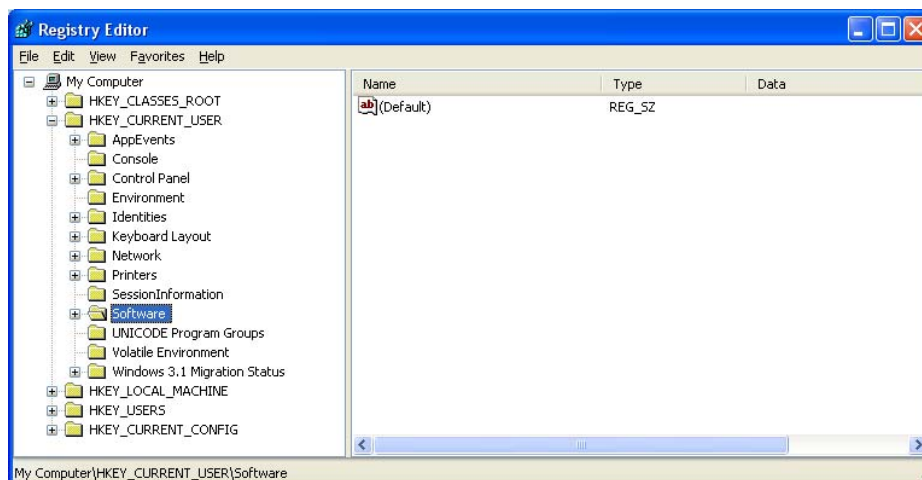 Registry Editor
File Edit View Favorites Help
My Computer
HKEY_CLASSES_ROOT
HKEY_CURRENT_USER
AppEvents
Console
Control Panel
Environment
Identities
Keyboard Layout
Network
Printers
SessionInformation
Software
UNICODE Program Groups
Volatile Environment
Windows 3.1 Migration Status
HKEY_LOCAL_MACHINE
HKEY_USERS
HKEY_CURRENT_CONFIG
Name Type Data
ab (Default) REG_SZ
My Computer\HKEY_CURRENT_USER\Software